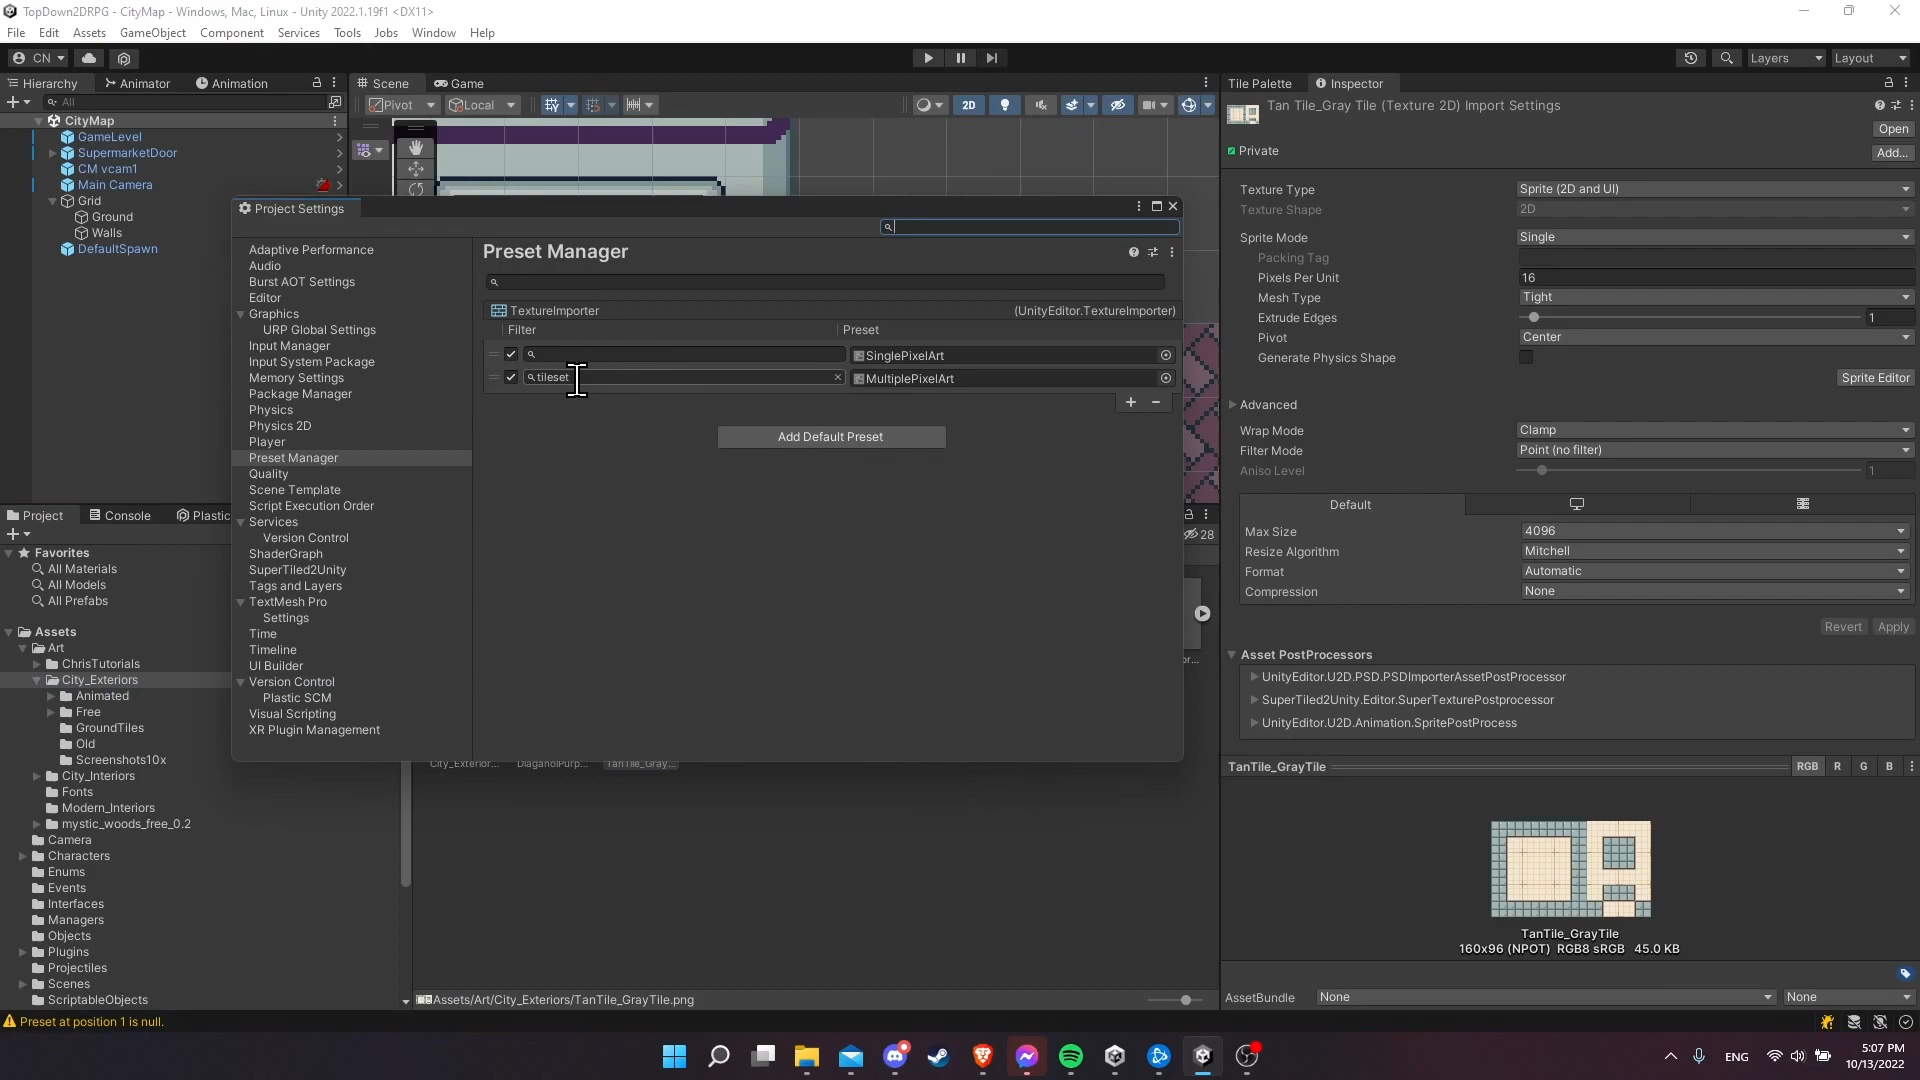 TopDown2DRPG - CityMap - Windows, Mac, Linux - Unity 2022.1.19f1 <DX11>
File Edit Assets GameObject Component Services Tools Jobs Window Help
CN Layers Layout
Hierarchy Animator Animation Scene Game Tile Palette Inspector
All Pivot Local 2D
CityMap
GameLevel
SupermarketDoor
CM vcam1
Main Camera
Grid
Ground
Walls
DefaultSpawn
Tan Tile_Gray Tile (Texture 2D) Import Settings
Open
Private
Add...
Texture Type Sprite (2D and UI)
Texture Shape 2D
Sprite Mode Single
Packing Tag
Pixels Per Unit 16
Mesh Type Tight
Extrude Edges 1
Pivot Center
Generate Physics Shape
Sprite Editor
Advanced
Wrap Mode Clamp
Filter Mode Point (no filter)
Aniso Level 1
Default
Max Size 4096
Resize Algorithm Mitchell
Format Automatic
Compression None
Revert Apply
Asset PostProcessors
UnityEditor.U2D.PSD.PSDImporterAssetPostProcessor
SuperTiled2Unity.Editor.SuperTexturePostprocessor
UnityEditor.U2D.Animation.SpritePostProcess
TanTile_GrayTile RGB R G B
TanTile_GrayTile
160x96 (NPOT) RGB8 sRGB 45.0 KB
AssetBundle None None
Project Settings
Adaptive Performance
Audio
Burst AOT Settings
Editor
Graphics
URP Global Settings
Input Manager
Input System Package
Memory Settings
Package Manager
Physics
Physics 2D
Player
Preset Manager
Quality
Scene Template
Script Execution Order
Services
Version Control
ShaderGraph
SuperTiled2Unity
Tags and Layers
TextMesh Pro
Settings
Time
Timeline
UI Builder
Version Control
Plastic SCM
Visual Scripting
XR Plugin Management
Preset Manager
TextureImporter (UnityEditor.TextureImporter)
Filter Preset
SinglePixelArt
tileset MultiplePixelArt
+ −
Add Default Preset
Project Console Plastic
28
Favorites
All Materials
All Models
All Prefabs
Assets
Art
ChrisTutorials
City_Exteriors
Animated
Free
GroundTiles
Old
Screenshots10x
City_Interiors
Fonts
Modern_Interiors
mystic_woods_free_0.2
Camera
Characters
Enums
Events
Interfaces
Managers
Objects
Plugins
Projectiles
Scenes
ScriptableObjects
or...
City_Exterior... DiaganolPurp... TanTile_Gray...
Assets/Art/City_Exteriors/TanTile_GrayTile.png
Preset at position 1 is null.
ENG
5:07 PM
10/13/2022